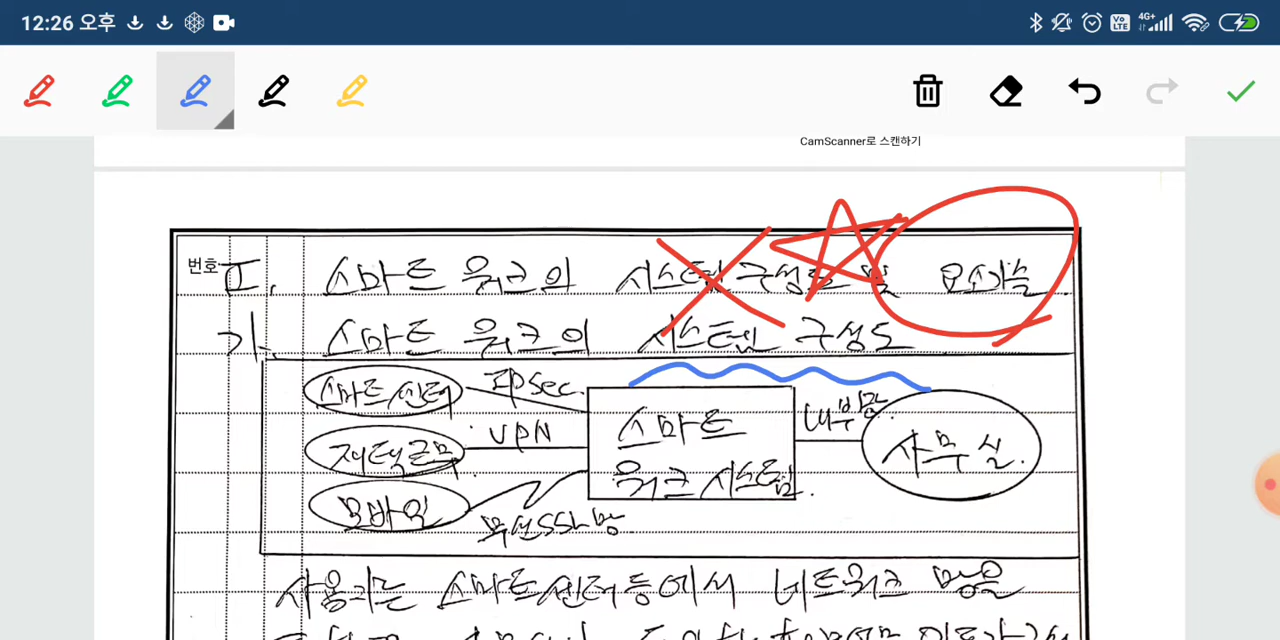 12:26 오후
Vo LTE 4G+
CamScanner로 스캔하기
번호 II. 스마트 워크의 시스템 구성도 및 요소기술
가. 스마트 워크의 시스템 구성도
스마트센터 IPSec.
재택근무 VPN
모바일 무선SSL망
스마트
워크시스템.
내부망
사무실.
사용자는 스마트센터등에서 네트워크 망을